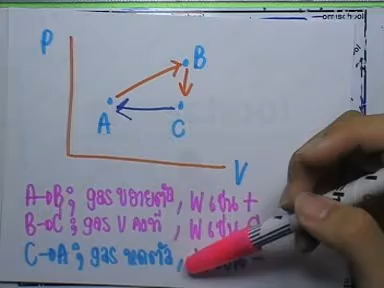 omischool
P
B
A
C
V
A→B ; gas ขยายตัว , W เป็น +
B→C ; gas V คงที่ , W เป็น
C→A ; gas หดตัว ,